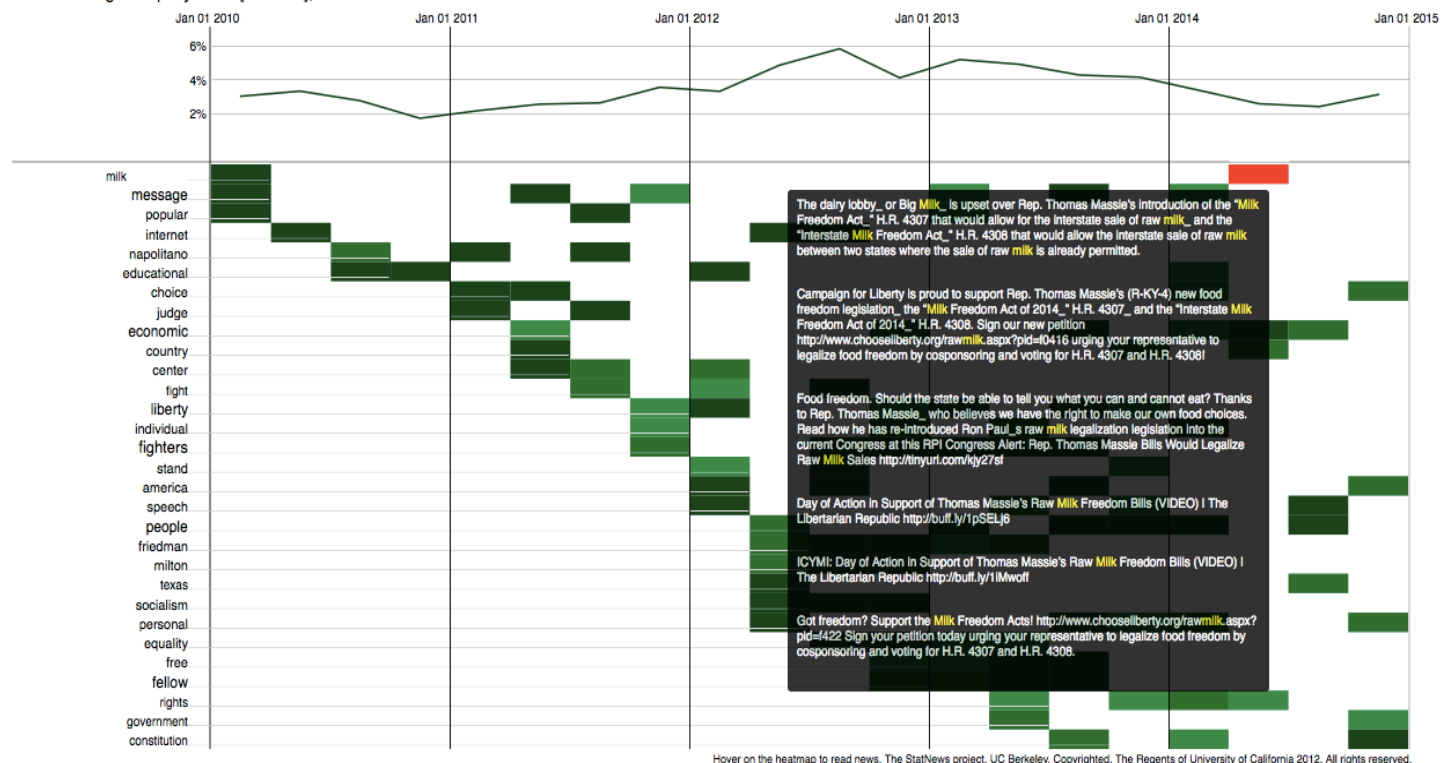 Jan 01 2010 Jan 01 2011 Jan 01 2012 Jan 01 2013 Jan 01 2014 Jan 01 2015
6%
4%
2%
milk
message
popular
internet
napolitano
educational
choice
judge
economic
country
center
fight
liberty
individual
fighters
stand
america
speech
people
friedman
milton
texas
socialism
personal
equality
free
fellow
rights
government
constitution
The dairy lobby_ or Big Milk_ is upset over Rep. Thomas Massie's introduction of the "Milk
Freedom Act_" H.R. 4307 that would allow for the interstate sale of raw milk_ and the
"Interstate Milk Freedom Act_" H.R. 4308 that would allow the interstate sale of raw milk
between two states where the sale of raw milk is already permitted.
Campaign for Liberty is proud to support Rep. Thomas Massie's (R-KY-4) new food
freedom legislation_ the "Milk Freedom Act of 2014_" H.R. 4307_ and the "Interstate Milk
Freedom Act of 2014_" H.R. 4308. Sign our new petition
http://www.chooseliberty.org/rawmilk.aspx?pid=f0416 urging your representative to
legalize food freedom by cosponsoring and voting for H.R. 4307 and H.R. 4308!
Food freedom. Should the state be able to tell you what you can and cannot eat? Thanks
to Rep. Thomas Massie_ who believes we have the right to make our own food choices.
Read how he has re-introduced Ron Paul_s raw milk legalization legislation into the
current Congress at this RPI Congress Alert: Rep. Thomas Massie Bills Would Legalize
Raw Milk Sales http://tinyurl.com/kjy27sf
Day of Action in Support of Thomas Massie's Raw Milk Freedom Bills (VIDEO) | The
Libertarian Republic http://buff.ly/1pSELj6
ICYMI: Day of Action in Support of Thomas Massie's Raw Milk Freedom Bills (VIDEO) |
The Libertarian Republic http://buff.ly/1iMwoff
Got freedom? Support the Milk Freedom Acts! http://www.chooseliberty.org/rawmilk.aspx?
pid=f422 Sign your petition today urging your representative to legalize food freedom by
cosponsoring and voting for H.R. 4307 and H.R. 4308.
Hover on the heatmap to read news. The StatNews project. UC Berkeley. Copyrighted. The Regents of University of California 2012. All rights reserved.